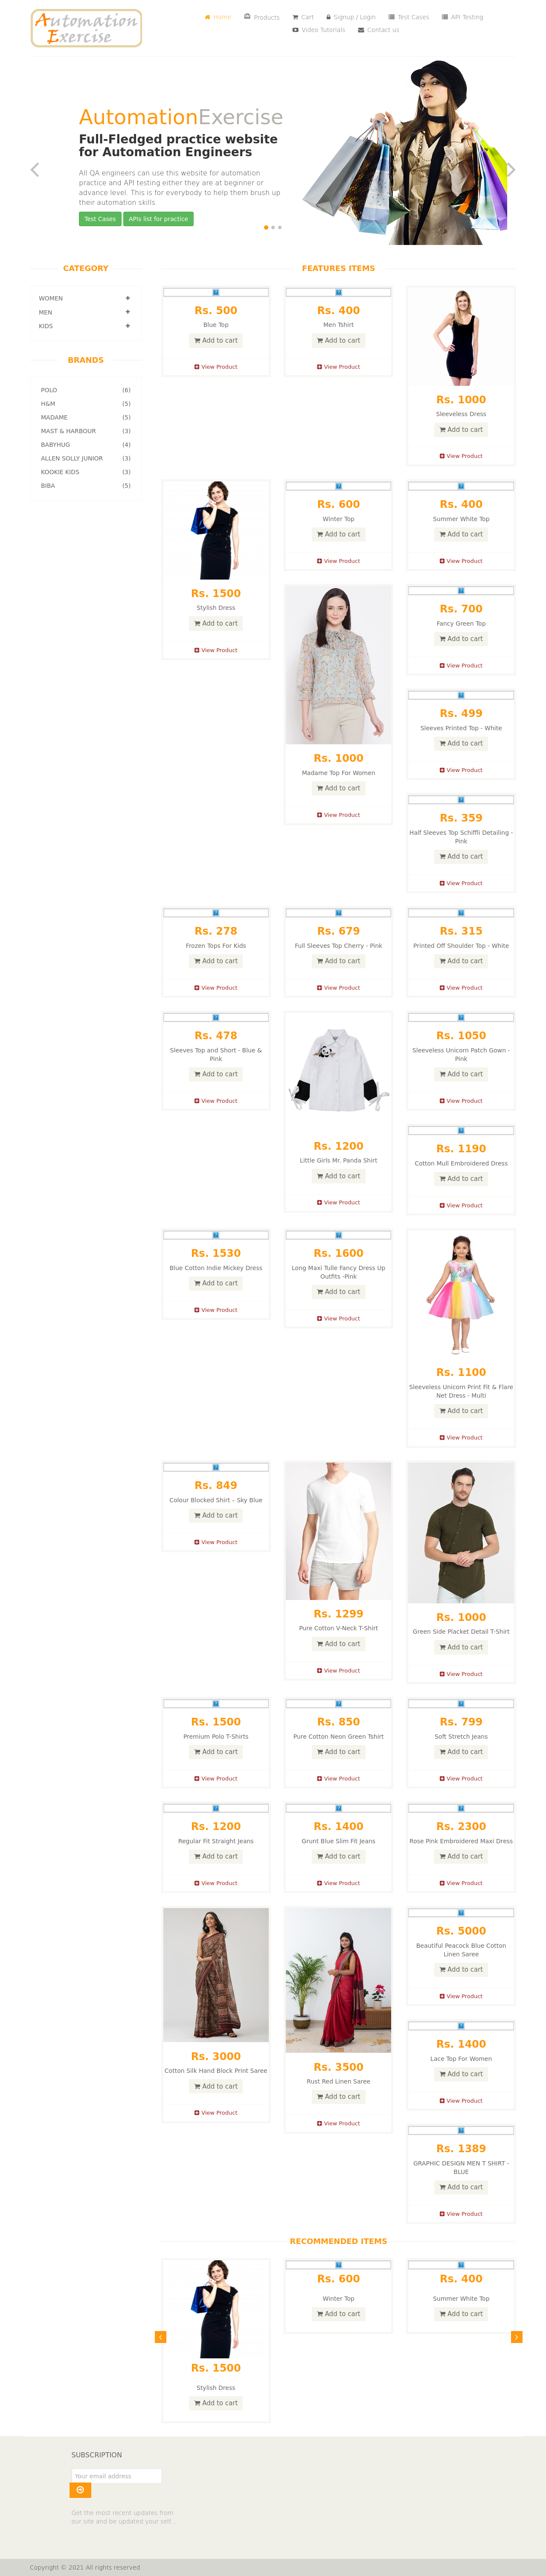 Automation
Exercise
Home
Products
Cart
Signup / Login
Test Cases
API Testing
Video Tutorials
Contact us
AutomationExercise
Full-Fledged practice website
for Automation Engineers
All QA engineers can use this website for automation
practice and API testing either they are at beginner or
advance level. This is for everybody to help them brush up
their automation skills.
Test Cases
APIs list for practice
CATEGORY
WOMEN
MEN
KIDS
BRANDS
POLO (6)
H&M (5)
MADAME (5)
MAST & HARBOUR (3)
BABYHUG (4)
ALLEN SOLLY JUNIOR (3)
KOOKIE KIDS (3)
BIBA (5)
FEATURES ITEMS
Rs. 500
Blue Top
Add to cart
View Product
Rs. 400
Men Tshirt
Add to cart
View Product
Rs. 1000
Sleeveless Dress
Add to cart
View Product
Rs. 1500
Stylish Dress
Add to cart
View Product
Rs. 600
Winter Top
Add to cart
View Product
Rs. 400
Summer White Top
Add to cart
View Product
Rs. 1000
Madame Top For Women
Add to cart
View Product
Rs. 700
Fancy Green Top
Add to cart
View Product
Rs. 499
Sleeves Printed Top - White
Add to cart
View Product
Rs. 359
Half Sleeves Top Schiffli Detailing -
Pink
Add to cart
View Product
Rs. 278
Frozen Tops For Kids
Add to cart
View Product
Rs. 679
Full Sleeves Top Cherry - Pink
Add to cart
View Product
Rs. 315
Printed Off Shoulder Top - White
Add to cart
View Product
Rs. 478
Sleeves Top and Short - Blue &
Pink
Add to cart
View Product
Rs. 1200
Little Girls Mr. Panda Shirt
Add to cart
View Product
Rs. 1050
Sleeveless Unicorn Patch Gown -
Pink
Add to cart
View Product
Rs. 1190
Cotton Mull Embroidered Dress
Add to cart
View Product
Rs. 1530
Blue Cotton Indie Mickey Dress
Add to cart
View Product
Rs. 1600
Long Maxi Tulle Fancy Dress Up
Outfits -Pink
Add to cart
View Product
Rs. 1100
Sleeveless Unicorn Print Fit & Flare
Net Dress - Multi
Add to cart
View Product
Rs. 849
Colour Blocked Shirt – Sky Blue
Add to cart
View Product
Rs. 1299
Pure Cotton V-Neck T-Shirt
Add to cart
View Product
Rs. 1000
Green Side Placket Detail T-Shirt
Add to cart
View Product
Rs. 1500
Premium Polo T-Shirts
Add to cart
View Product
Rs. 850
Pure Cotton Neon Green Tshirt
Add to cart
View Product
Rs. 799
Soft Stretch Jeans
Add to cart
View Product
Rs. 1200
Regular Fit Straight Jeans
Add to cart
View Product
Rs. 1400
Grunt Blue Slim Fit Jeans
Add to cart
View Product
Rs. 2300
Rose Pink Embroidered Maxi Dress
Add to cart
View Product
Rs. 3000
Cotton Silk Hand Block Print Saree
Add to cart
View Product
Rs. 3500
Rust Red Linen Saree
Add to cart
View Product
Rs. 5000
Beautiful Peacock Blue Cotton
Linen Saree
Add to cart
View Product
Rs. 1400
Lace Top For Women
Add to cart
View Product
Rs. 1389
GRAPHIC DESIGN MEN T SHIRT -
BLUE
Add to cart
View Product
RECOMMENDED ITEMS
Rs. 1500
Stylish Dress
Add to cart
Rs. 600
Winter Top
Add to cart
Rs. 400
Summer White Top
Add to cart
SUBSCRIPTION
Your email address
Get the most recent updates from
our site and be updated your self...
Copyright © 2021 All rights reserved